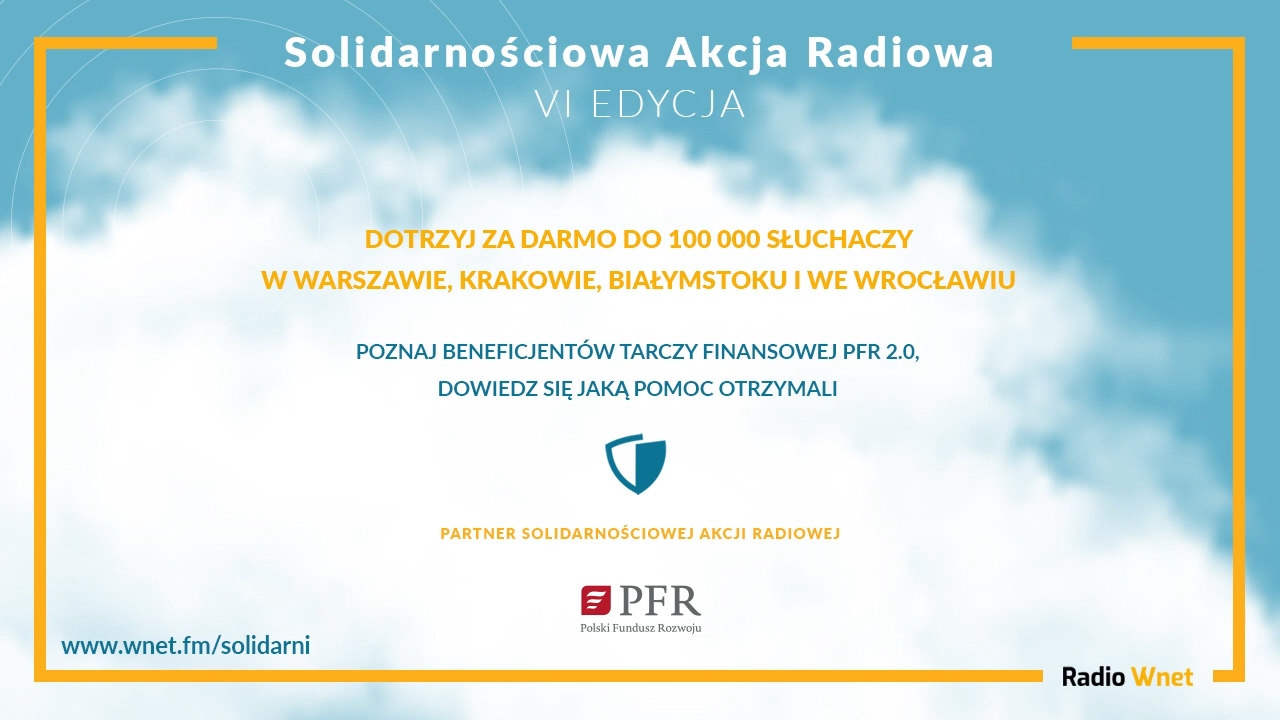 Solidarnościowa Akcja Radiowa
VI EDYCJA
DOTRZYJ ZA DARMO DO 100 000 SŁUCHACZY
W WARSZAWIE, KRAKOWIE, BIAŁYMSTOKU I WE WROCŁAWIU
POZNAJ BENEFICJENTÓW TARCZY FINANSOWEJ PFR 2.0,
DOWIEDZ SIĘ JAKĄ POMOC OTRZYMALI
PARTNER SOLIDARNOŚCIOWEJ AKCJI RADIOWEJ
PFR
Polski Fundusz Rozwoju
www.wnet.fm/solidarni
Radio Wnet